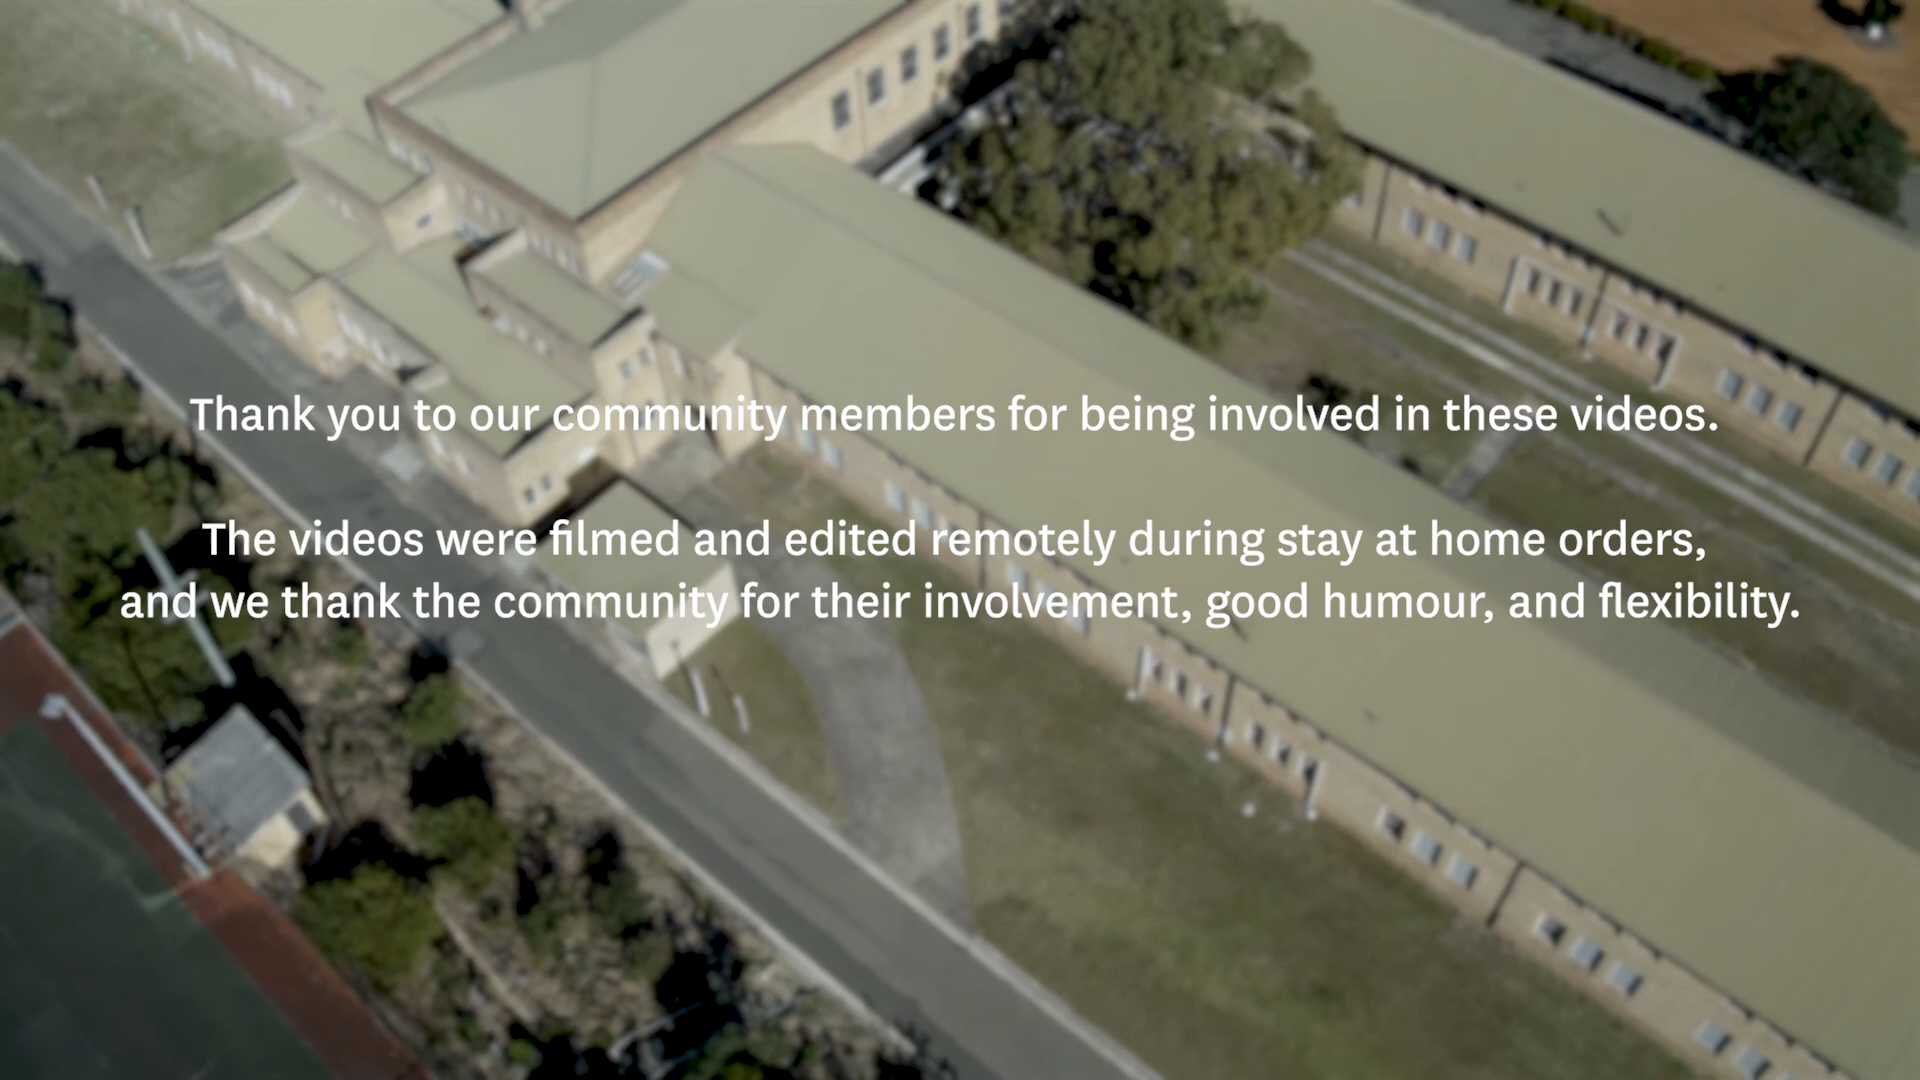 Thank you to our community members for being involved in these videos.
The videos were filmed and edited remotely during stay at home orders,
and we thank the community for their involvement, good humour, and flexibility.